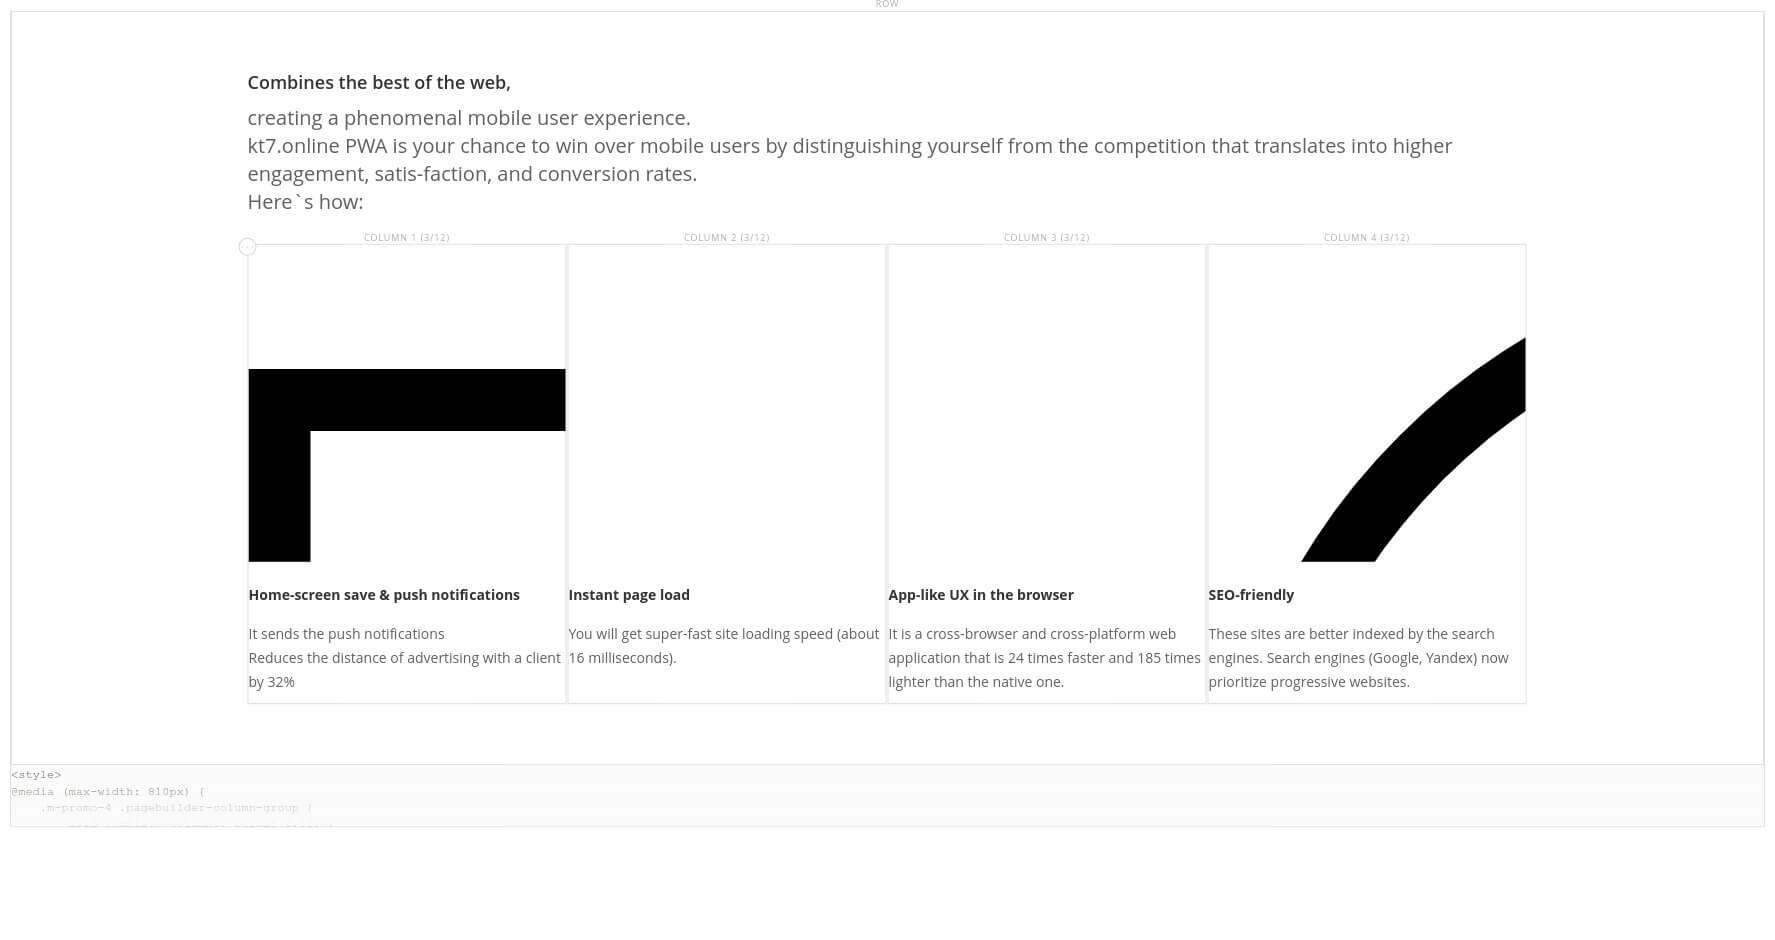 ROW
Combines the best of the web,
creating a phenomenal mobile user experience.
kt7.online PWA is your chance to win over mobile users by distinguishing yourself from the competition that translates into higher
engagement, satis-faction, and conversion rates.
Here`s how:
COLUMN 1 (3/12)
COLUMN 2 (3/12)
COLUMN 3 (3/12)
COLUMN 4 (3/12)
Home-screen save & push notifications
It sends the push notifications
Reduces the distance of advertising with a client
by 32%
Instant page load
You will get super-fast site loading speed (about
16 milliseconds).
App-like UX in the browser
It is a cross-browser and cross-platform web
application that is 24 times faster and 185 times
lighter than the native one.
SEO-friendly
These sites are better indexed by the search
engines. Search engines (Google, Yandex) now
prioritize progressive websites.
<style>
@media (max-width: 810px) {
.m-promo-4 .pagebuilder-column-group {